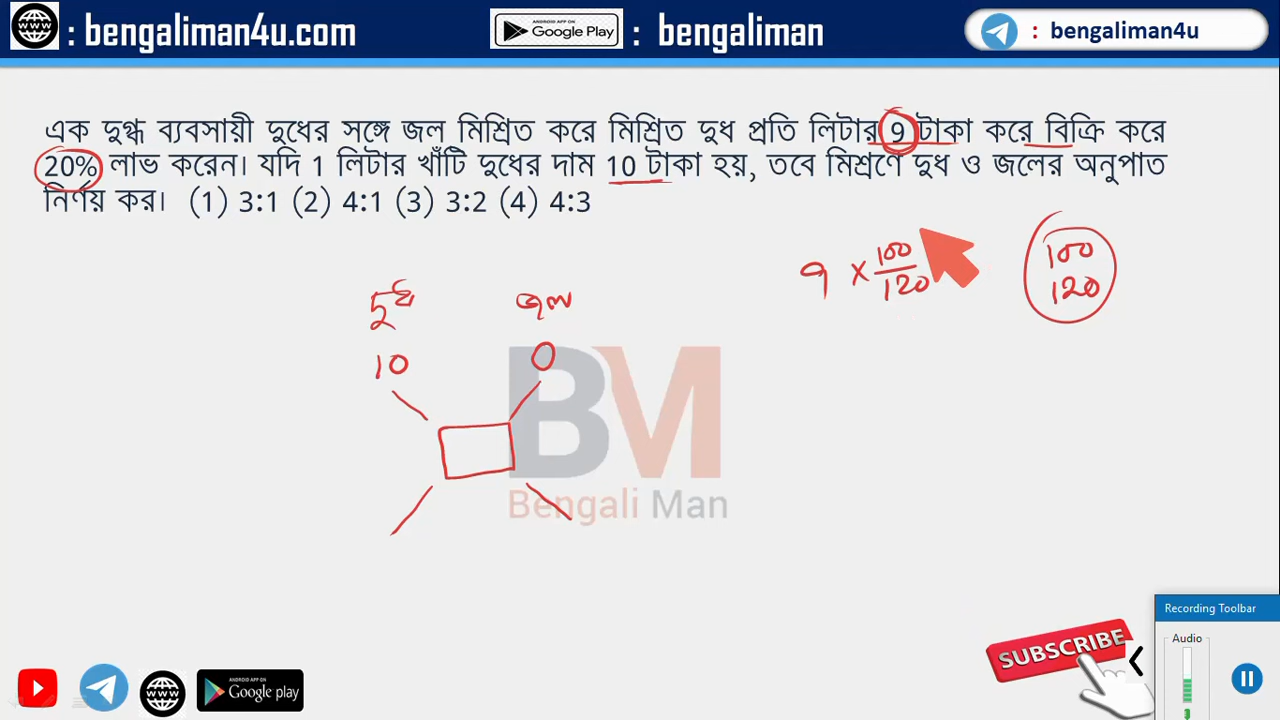 WWW : bengaliman4u.com
ANDROID APP ON
Google Play : bengaliman
: bengaliman4u
এক দুগ্ধ ব্যবসায়ী দুধের সঙ্গে জল মিশ্রিত করে মিশ্রিত দুধ প্রতি লিটার 9 টাকা করে বিক্রি করে
20% লাভ করেন। যদি 1 লিটার খাঁটি দুধের দাম 10 টাকা হয়, তবে মিশ্রণে দুধ ও জলের অনুপাত
নির্ণয় কর। (1) 3:1 (2) 4:1 (3) 3:2 (4) 4:3
9 × 100/120
100
120
দুধ জল
10 0
BM
Bengali Man
Recording Toolbar
Audio
SUBSCRIBE
WWW
Google play